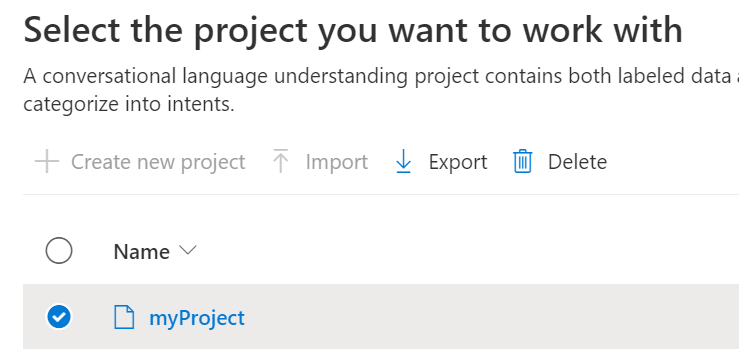 Select the project you want to work with
A conversational language understanding project contains both labeled data
categorize into intents.
Create new project Import Export Delete
Name
myProject